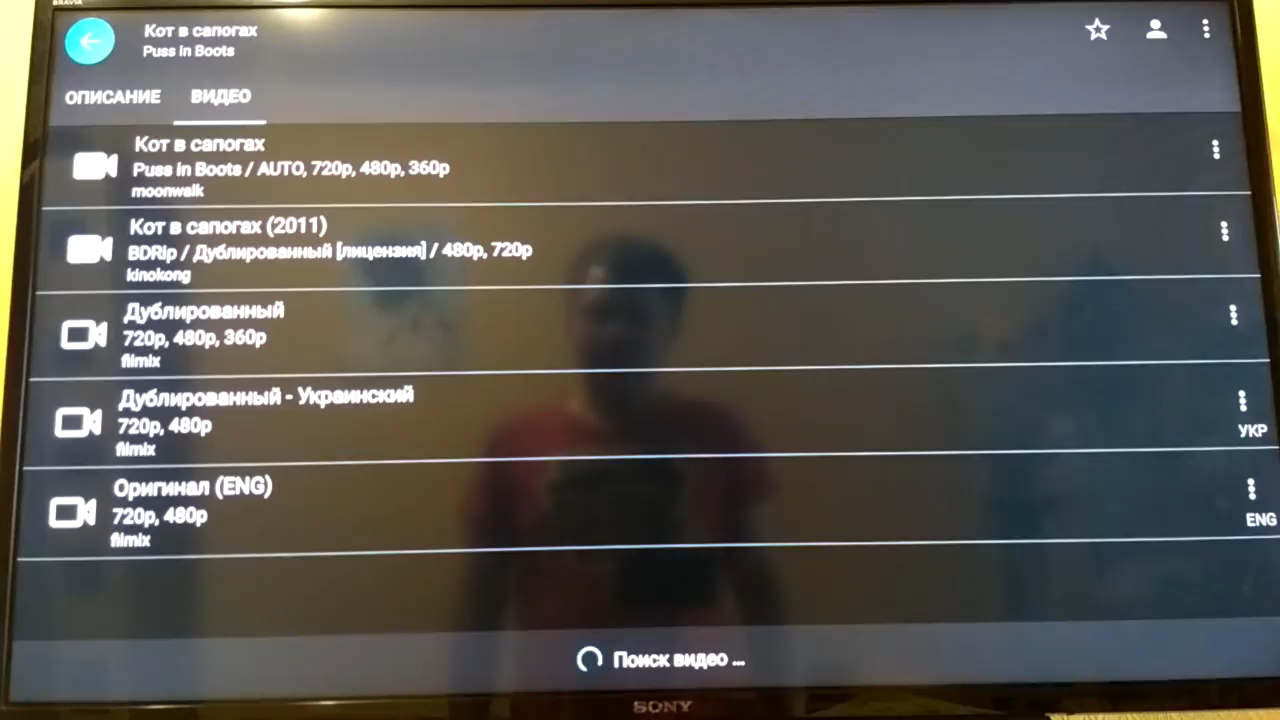 BRAVIA
Кот в сапогах
Puss in Boots
ОПИСАНИЕ ВИДЕО
Кот в сапогах
Puss in Boots / AUTO, 720p, 480p, 360p
moonwalk
Кот в сапогах (2011)
BDRip / Дублированный [лицензия] / 480p, 720p
kinokong
Дублированный
720p, 480p, 360p
filmix
Дублированный - Украинский
720p, 480p
filmix
УКР
Оригинал (ENG)
720p, 480p
filmix
ENG
Поиск видео ...
SONY